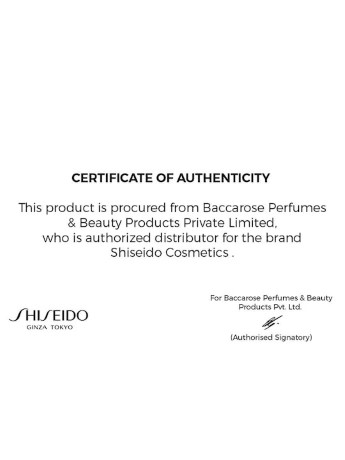 CERTIFICATE OF AUTHENTICITY
This product is procured from Baccarose Perfumes
& Beauty Products Private Limited,
who is authorized distributor for the brand
Shiseido Cosmetics .
For Baccarose Perfumes & Beauty
Products Pvt. Ltd.
SHISEIDO
GINZA TOKYO
(Authorised Signatory)